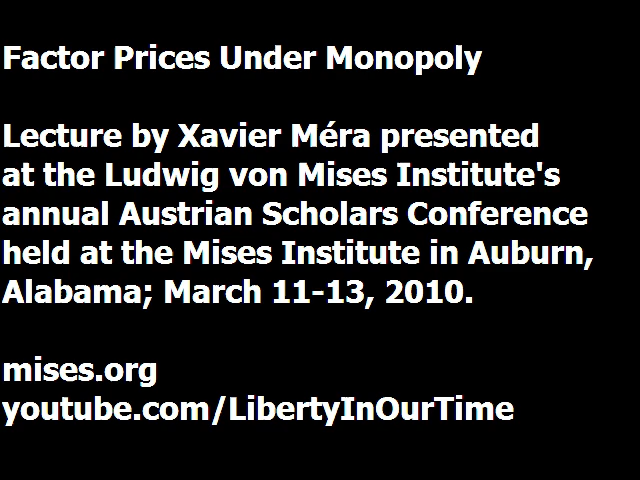 Factor Prices Under Monopoly
Lecture by Xavier Méra presented
at the Ludwig von Mises Institute's
annual Austrian Scholars Conference
held at the Mises Institute in Auburn,
Alabama; March 11-13, 2010.
mises.org
youtube.com/LibertyInOurTime